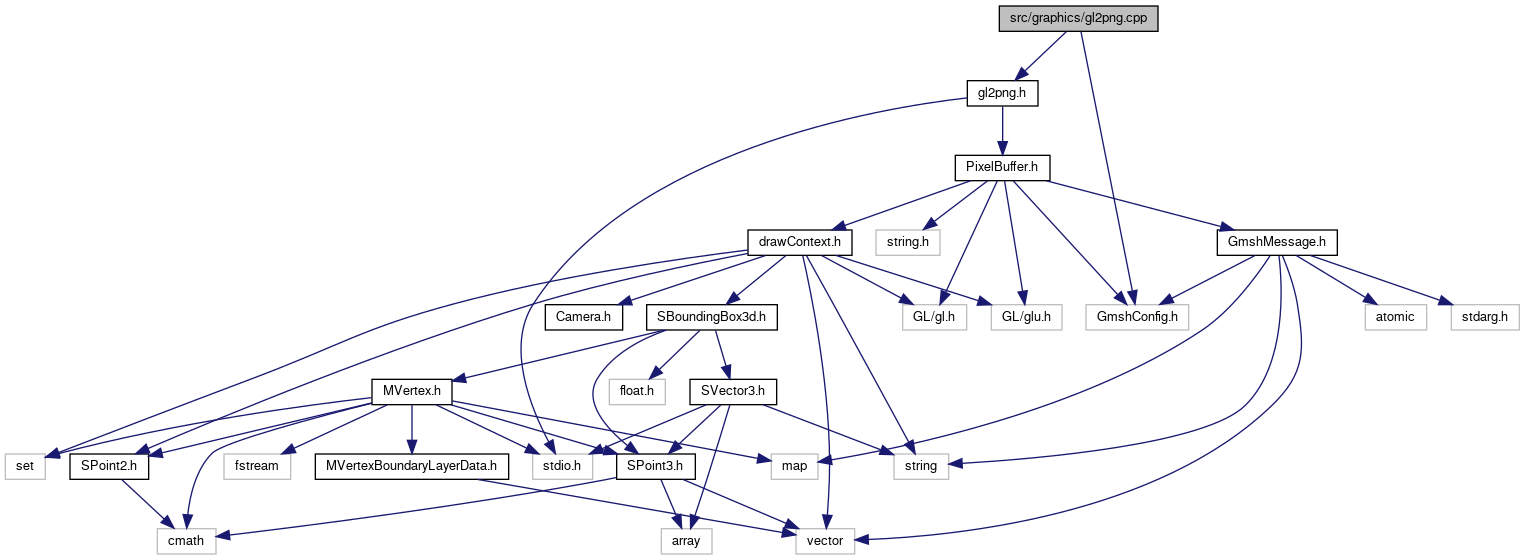 src/graphics/gl2png.cpp
gl2png.h
PixelBuffer.h
drawContext.h
string.h
GmshMessage.h
Camera.h
SBoundingBox3d.h
GL/gl.h
GL/glu.h
GmshConfig.h
atomic
stdarg.h
MVertex.h
float.h
SVector3.h
set
SPoint2.h
fstream
MVertexBoundaryLayerData.h
stdio.h
SPoint3.h
map
string
cmath
array
vector